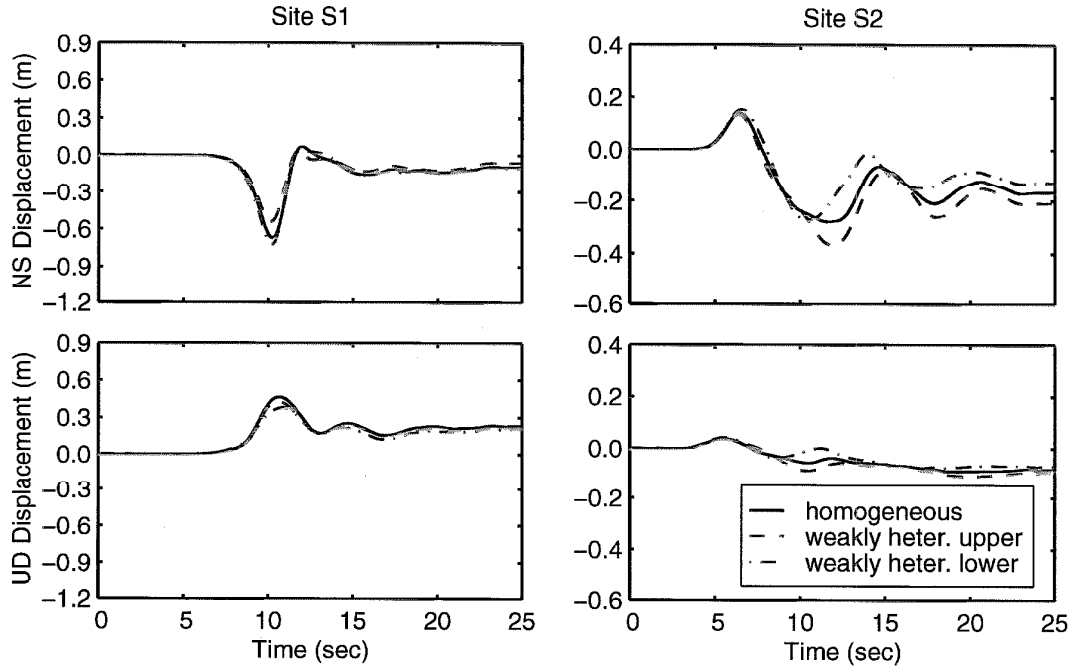 Site S1
Site S2
NS Displacement (m)
0.9
0.6
0.3
0.0
−0.3
−0.6
−0.9
−1.2
0.4
0.2
0.0
−0.2
−0.4
−0.6
UD Displacement (m)
0.9
0.6
0.3
0.0
−0.3
−0.6
−0.9
−1.2
0.4
0.2
0.0
−0.2
−0.4
−0.6
homogeneous
weakly heter. upper
weakly heter. lower
0 5 10 15 20 25
0 5 10 15 20 25
Time (sec)
Time (sec)